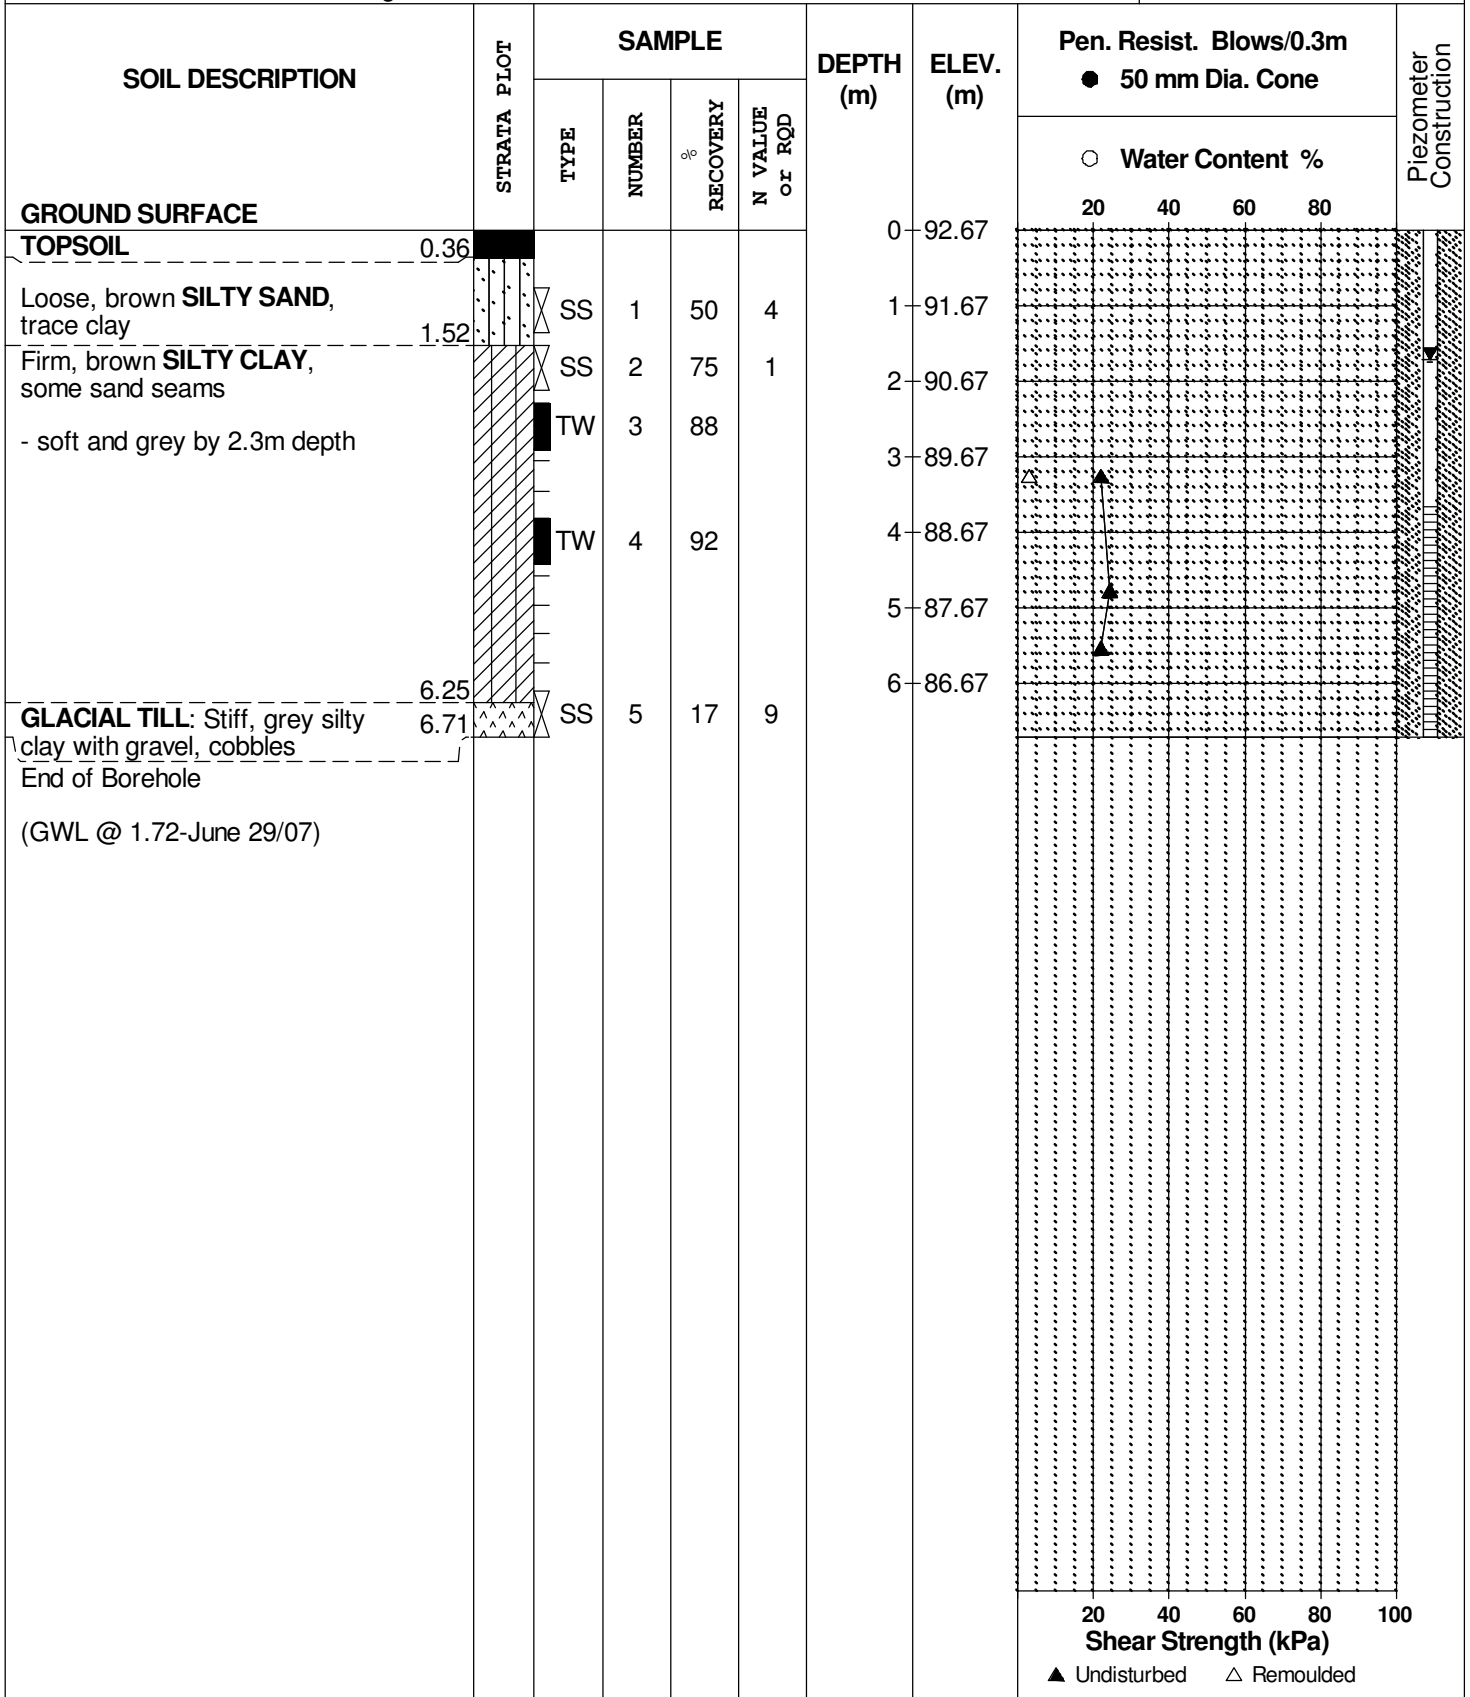 SOIL DESCRIPTION
STRATA PLOT
SAMPLE
TYPE
NUMBER
%
RECOVERY
N VALUE
or RQD
DEPTH
(m)
ELEV.
(m)
Pen. Resist. Blows/0.3m
● 50 mm Dia. Cone
○ Water Content %
20 40 60 80
Piezometer
Construction
GROUND SURFACE
0 92.67
TOPSOIL 0.36
Loose, brown SILTY SAND,
trace clay
1.52
SS 1 50 4
1 91.67
Firm, brown SILTY CLAY,
some sand seams
SS 2 75 1
2 90.67
- soft and grey by 2.3m depth
TW 3 88
3 89.67
TW 4 92
4 88.67
5 87.67
6 86.67
6.25
GLACIAL TILL: Stiff, grey silty
clay with gravel, cobbles
6.71
SS 5 17 9
End of Borehole
(GWL @ 1.72-June 29/07)
20 40 60 80 100
Shear Strength (kPa)
▲ Undisturbed △ Remoulded